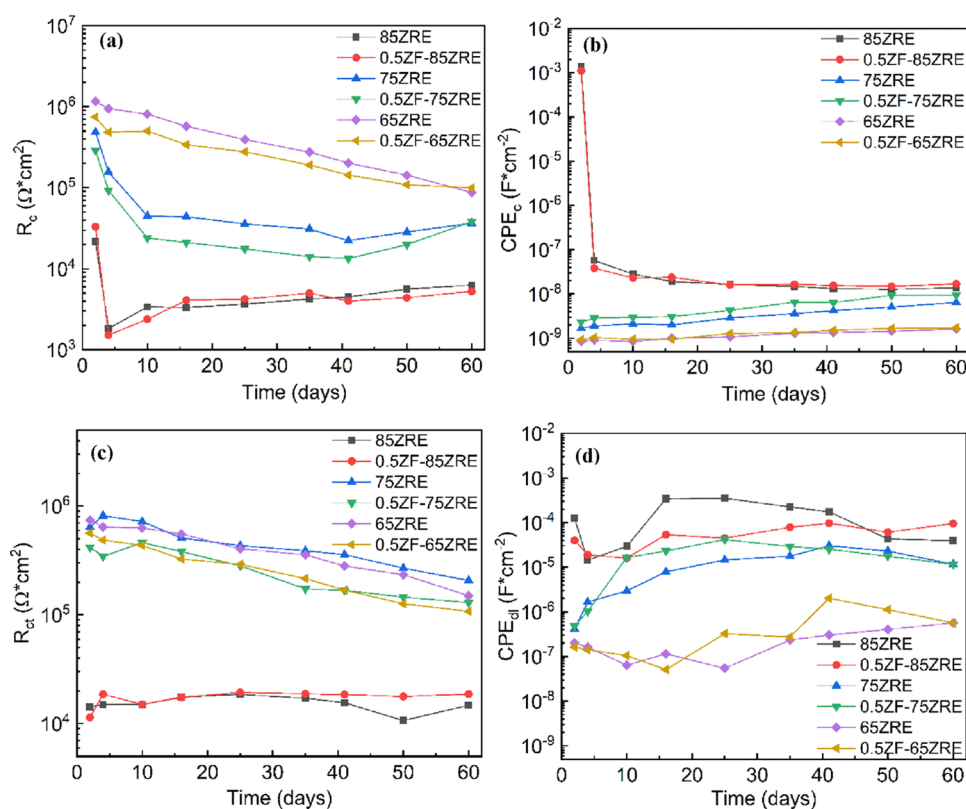 (a)
10^7
10^6
10^5
10^4
10^3
R_c (Ω*cm2)
0 10 20 30 40 50 60
Time (days)
85ZRE
0.5ZF-85ZRE
75ZRE
0.5ZF-75ZRE
65ZRE
0.5ZF-65ZRE
(b)
10^-2
10^-3
10^-4
10^-5
10^-6
10^-7
10^-8
10^-9
CPE_c (F*cm-2)
0 10 20 30 40 50 60
Time (days)
85ZRE
0.5ZF-85ZRE
75ZRE
0.5ZF-75ZRE
65ZRE
0.5ZF-65ZRE
(c)
10^6
10^5
10^4
R_ct (Ω*cm2)
0 10 20 30 40 50 60
Time (days)
85ZRE
0.5ZF-85ZRE
75ZRE
0.5ZF-75ZRE
65ZRE
0.5ZF-65ZRE
(d)
10^-2
10^-3
10^-4
10^-5
10^-6
10^-7
10^-8
10^-9
CPE_dl (F*cm-2)
0 10 20 30 40 50 60
Time (days)
85ZRE
0.5ZF-85ZRE
75ZRE
0.5ZF-75ZRE
65ZRE
0.5ZF-65ZRE